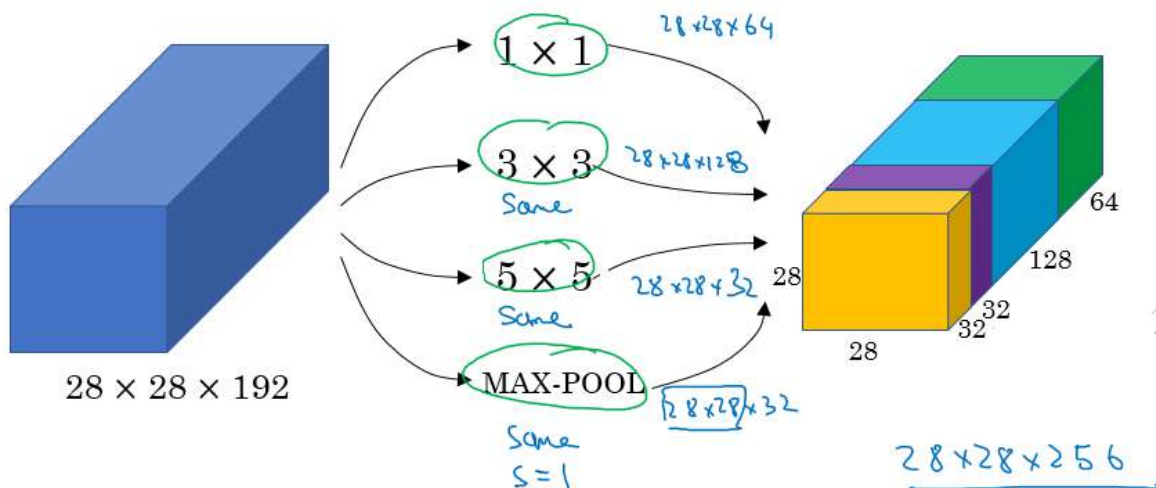 28×28×64
1 × 1
28×28×128
3 × 3
Same
64
5 × 5
28×28×32
Same
28
128
32
32
28
28 × 28 × 192
MAX-POOL
28×28×32
Same
s=1
28×28×256